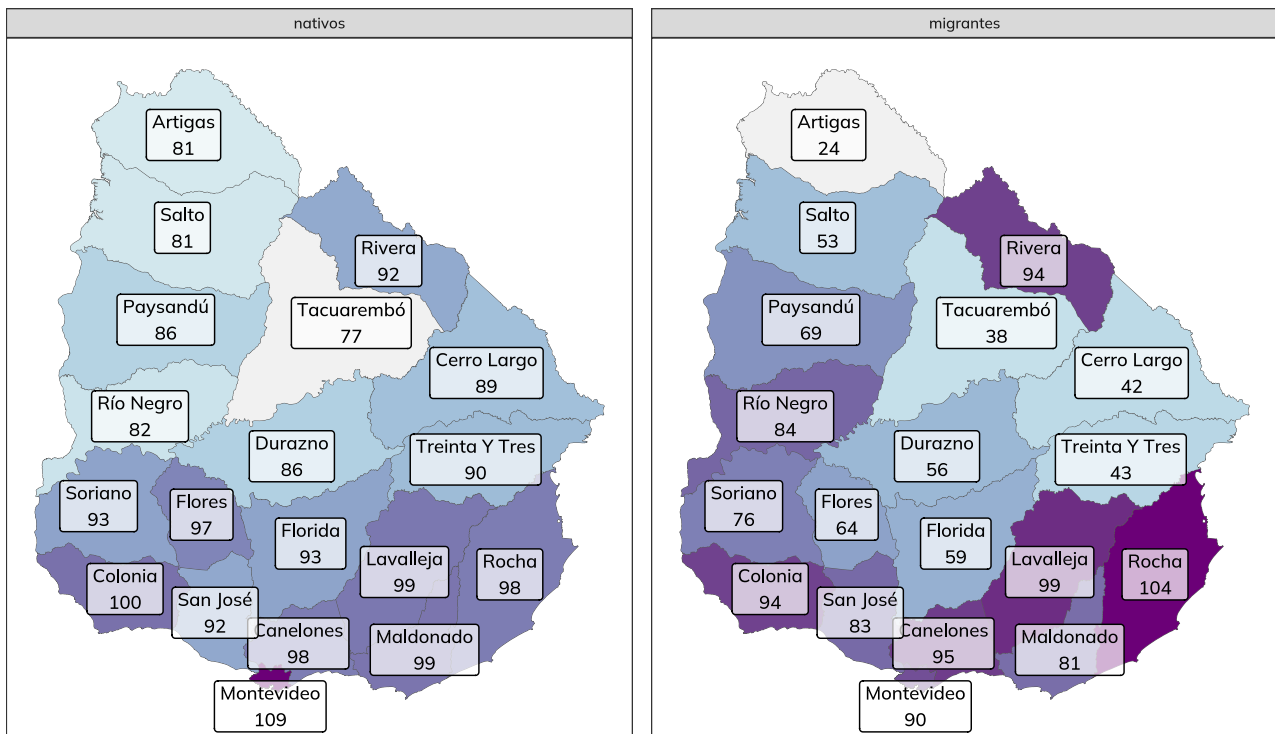 nativos
Artigas
81
Salto
81
Rivera
92
Paysandú
86
Tacuarembó
77
Cerro Largo
89
Río Negro
82
Durazno
86
Treinta Y Tres
90
Soriano
93
Flores
97
Florida
93
Lavalleja
99
Rocha
98
Colonia
100
San José
92
Canelones
98
Maldonado
99
Montevideo
109
migrantes
Artigas
24
Salto
53
Rivera
94
Paysandú
69
Tacuarembó
38
Cerro Largo
42
Río Negro
84
Durazno
56
Treinta Y Tres
43
Soriano
76
Flores
64
Florida
59
Lavalleja
99
Rocha
104
Colonia
94
San José
83
Canelones
95
Maldonado
81
Montevideo
90